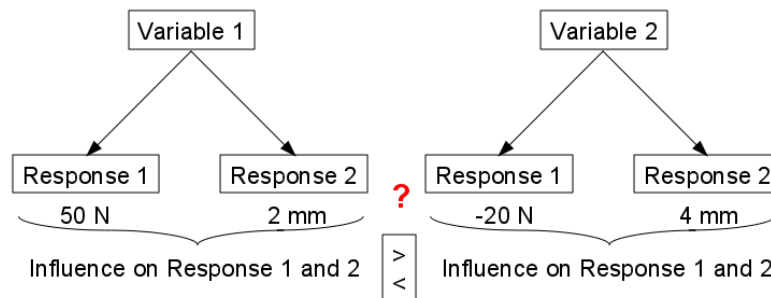 Variable 1
Variable 2
Response 1
Response 2
Response 1
Response 2
50 N
2 mm
?
-20 N
4 mm
Influence on Response 1 and 2
>
<
Influence on Response 1 and 2